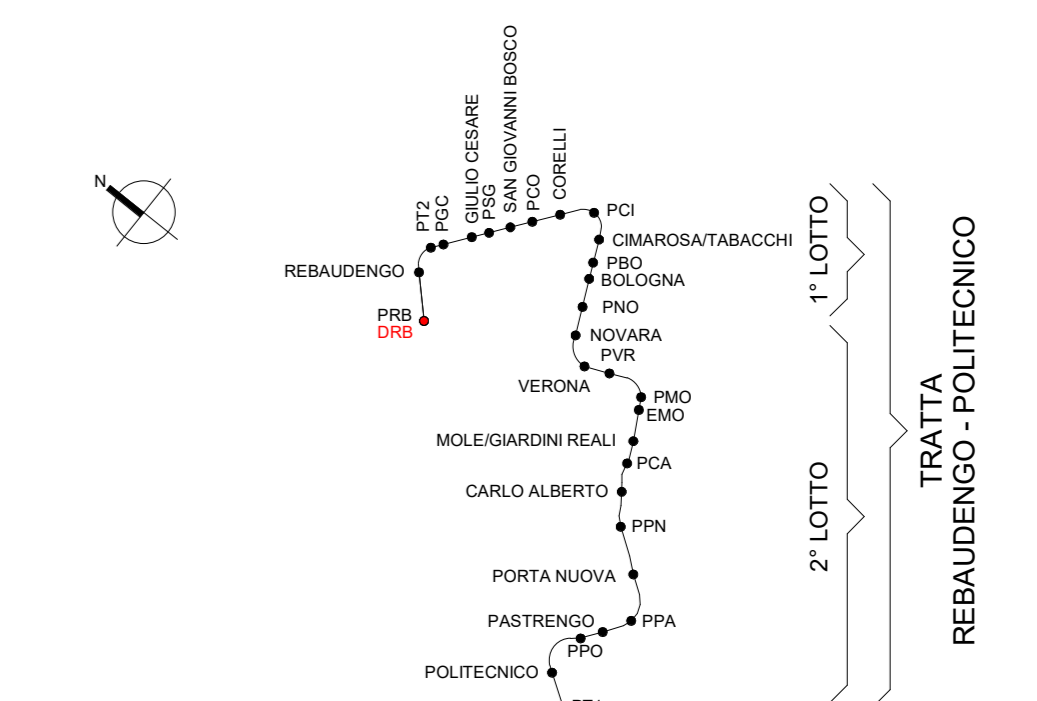 N
PT2
PGC
GIULIO CESARE
PSG
SAN GIOVANNI BOSCO
PCO
CORELLI
PCI
CIMAROSA/TABACCHI
REBAUDENGO
PBO
BOLOGNA
PRB
DRB
PNO
NOVARA
PVR
VERONA
PMO
EMO
MOLE/GIARDINI REALI
PCA
CARLO ALBERTO
PPN
PORTA NUOVA
PASTRENGO
PPA
PPO
POLITECNICO
1° LOTTO
2° LOTTO
TRATTA
REBAUDENGO - POLITECNICO